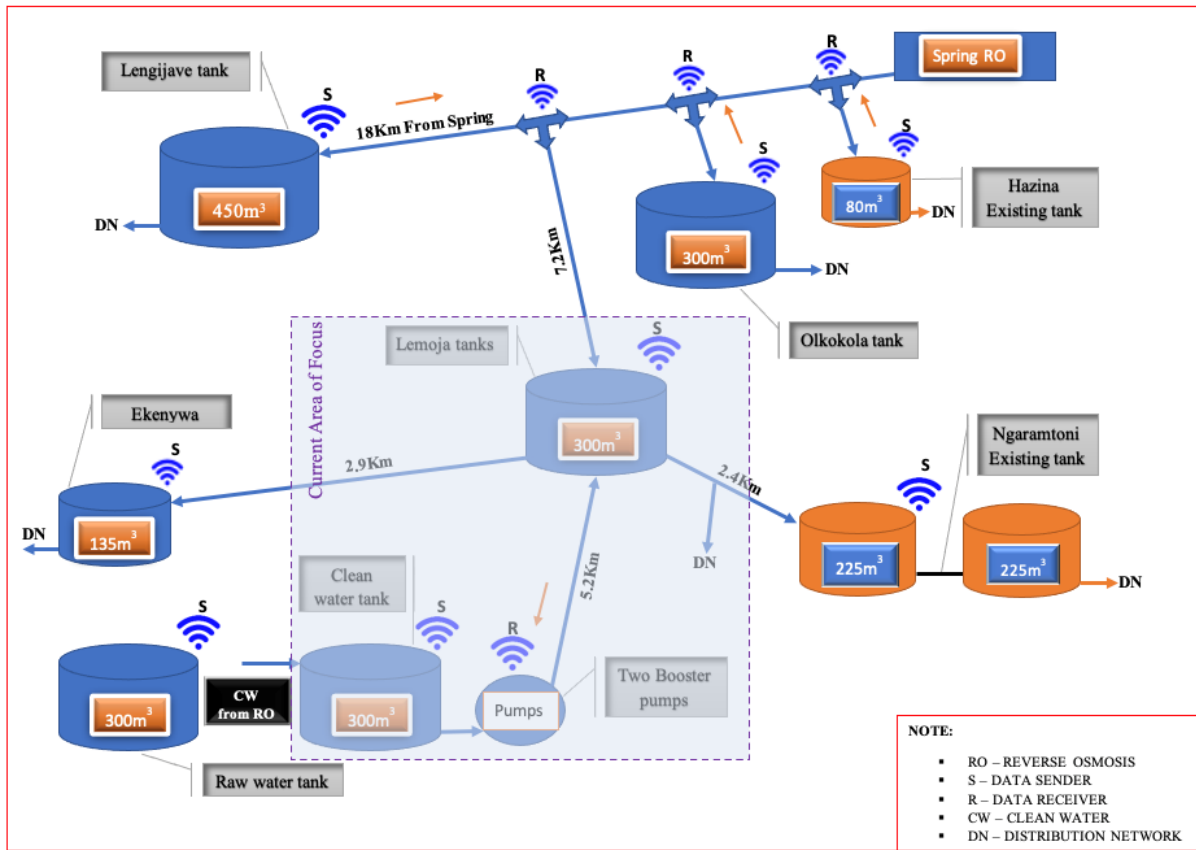 Lengijave tank
S
R
R
R
Spring RO
18Km From Spring
S
S
450m³
DN
80m³
DN
Hazina
Existing tank
300m³
DN
7.2Km
Olkokola tank
Current Area of Focus
Lemoja tanks
S
300m³
Ekenywa
S
2.9Km
135m³
DN
2.4Km
DN
S
Ngaramtoni
Existing tank
225m³
225m³
DN
5.2Km
Clean
water tank
S
R
Two Booster
pumps
Pumps
300m³
S
CW
from RO
300m³
Raw water tank
NOTE:
▪ RO – REVERSE OSMOSIS
▪ S – DATA SENDER
▪ R – DATA RECEIVER
▪ CW – CLEAN WATER
▪ DN – DISTRIBUTION NETWORK